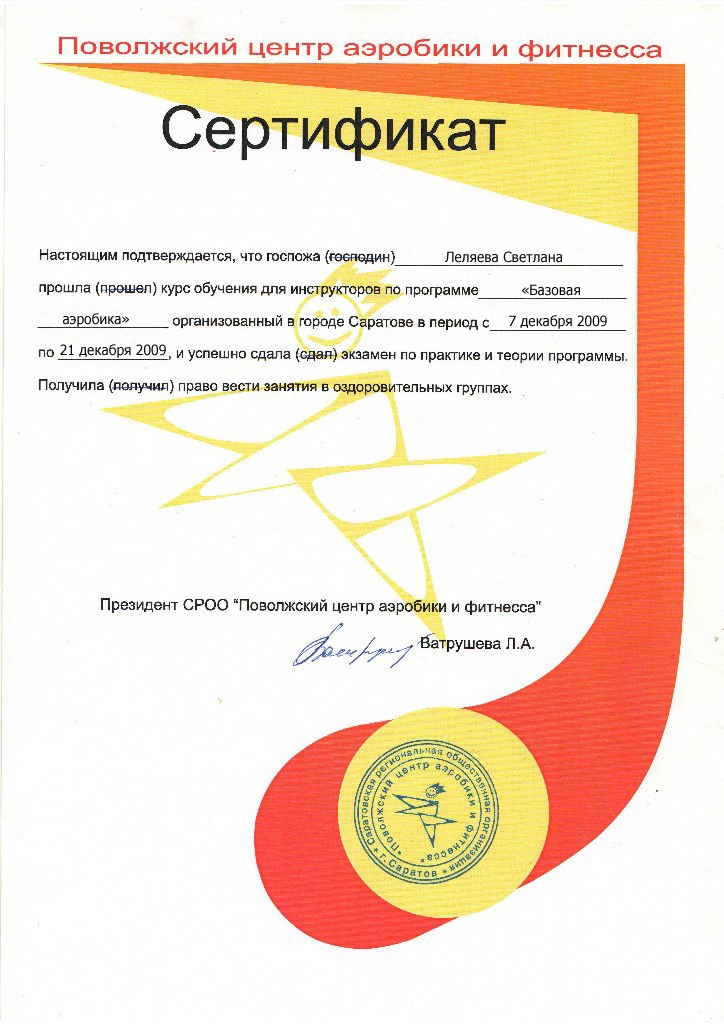 Поволжский центр аэробики и фитнесса
Сертификат
Настоящим подтверждается, что госпожа (господин) Леляева Светлана
прошла (прошел) курс обучения для инструкторов по программе «Базовая
аэробика» организованный в городе Саратове в период с 7 декабря 2009
по 21 декабря 2009, и успешно сдала (сдал) экзамен по практике и теории программы.
Получила (получил) право вести занятия в оздоровительных группах.
Президент СРОО "Поволжский центр аэробики и фитнесса"
Ватрушева Л.А.
Саратовская региональная общественная организация * г.Саратов *
"Поволжский центр аэробики и фитнесса"